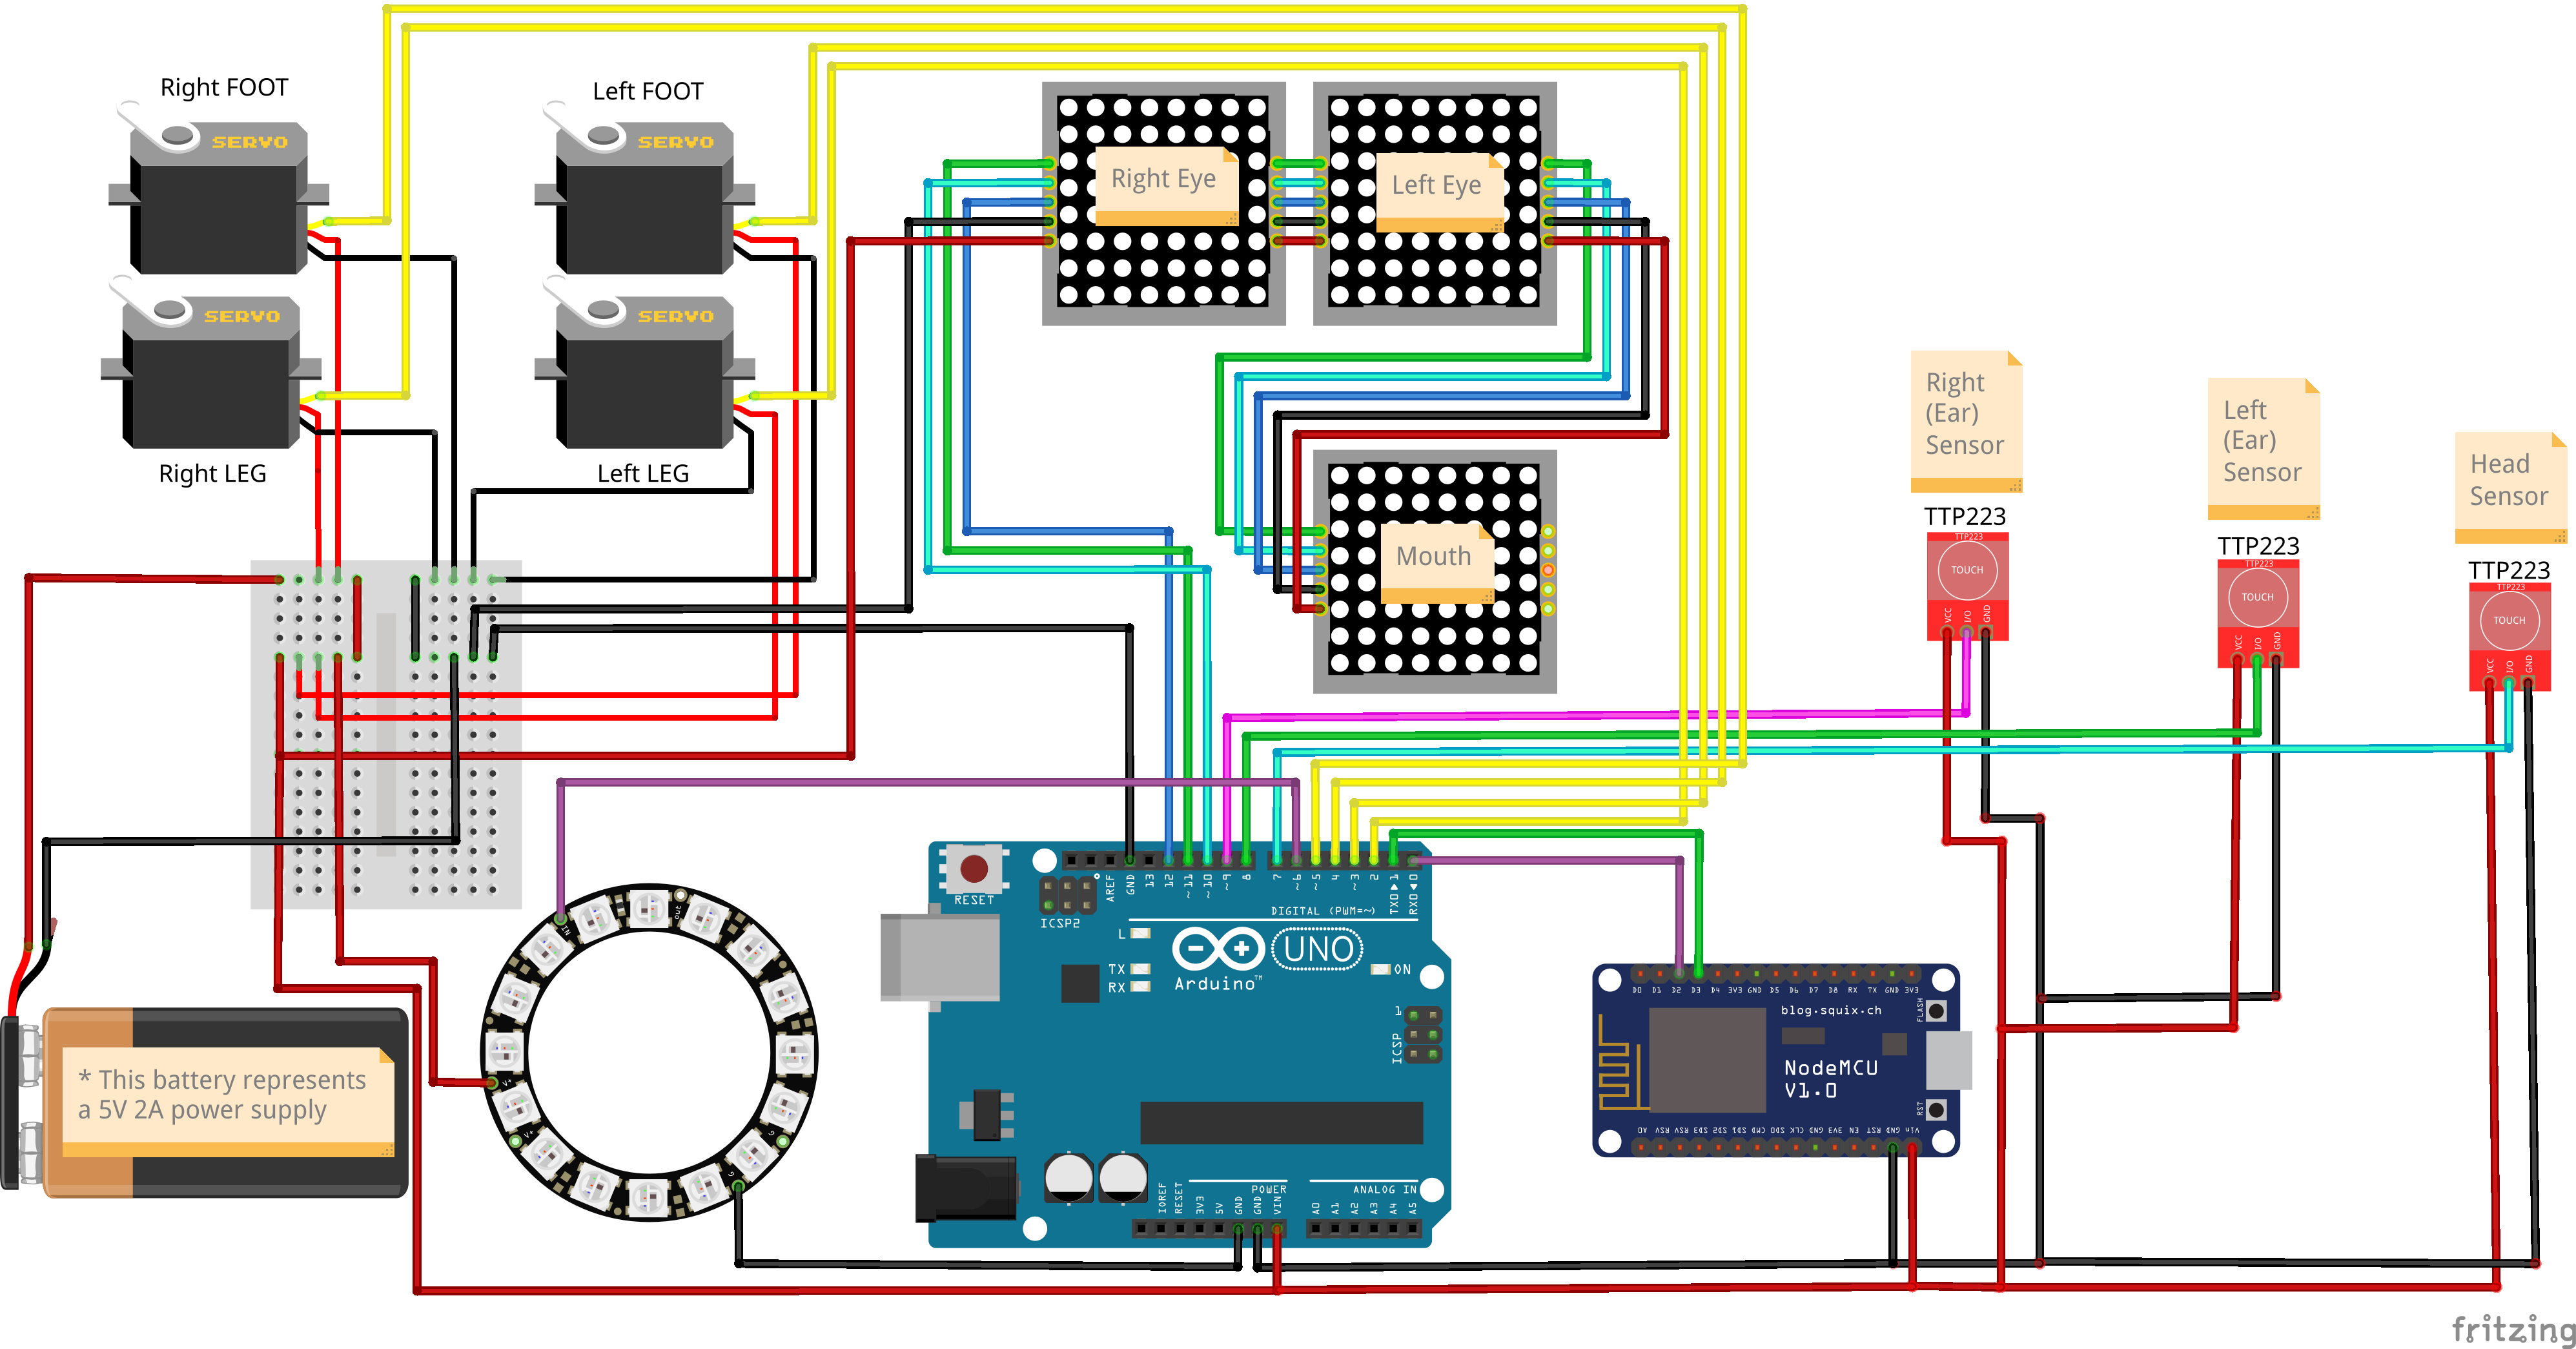 Right FOOT
Left FOOT
SERVO
SERVO
Right Eye
Left Eye
SERVO
SERVO
Right LEG
Left LEG
Right
(Ear)
Sensor
Left
(Ear)
Sensor
Head
Sensor
Mouth
TTP223
TTP223
TOUCH
VCC
I/O
GND
TTP223
TTP223
TOUCH
VCC
I/O
GND
TTP223
TTP223
TOUCH
VCC
I/O
GND
RESET
ICSP2
AREF
GND
13
12
~11
~10
~9
8
7
~6
~5
4
~3
2
TX0▶1
RX0◀0
DIGITAL (PWM=~)
L
TX
RX
UNO
Arduino™
ON
1
ICSP
IOREF
RESET
3V3
5V
GND
GND
VIN
POWER
ANALOG IN
A0
A1
A2
A3
A4
A5
IN
out
V+
V+
G
G
* This battery represents
a 5V 2A power supply
D0 D1 D2 D3 D4 3V3 GND D5 D6 D7 D8 RX TX GND 3V3
blog.squix.ch
FLASH
NodeMCU
V1.0
RST
A0 RSV RSV SD3 SD2 SD1 CMD SD0 CLK GND 3V3 EN RST GND Vin
fritzing